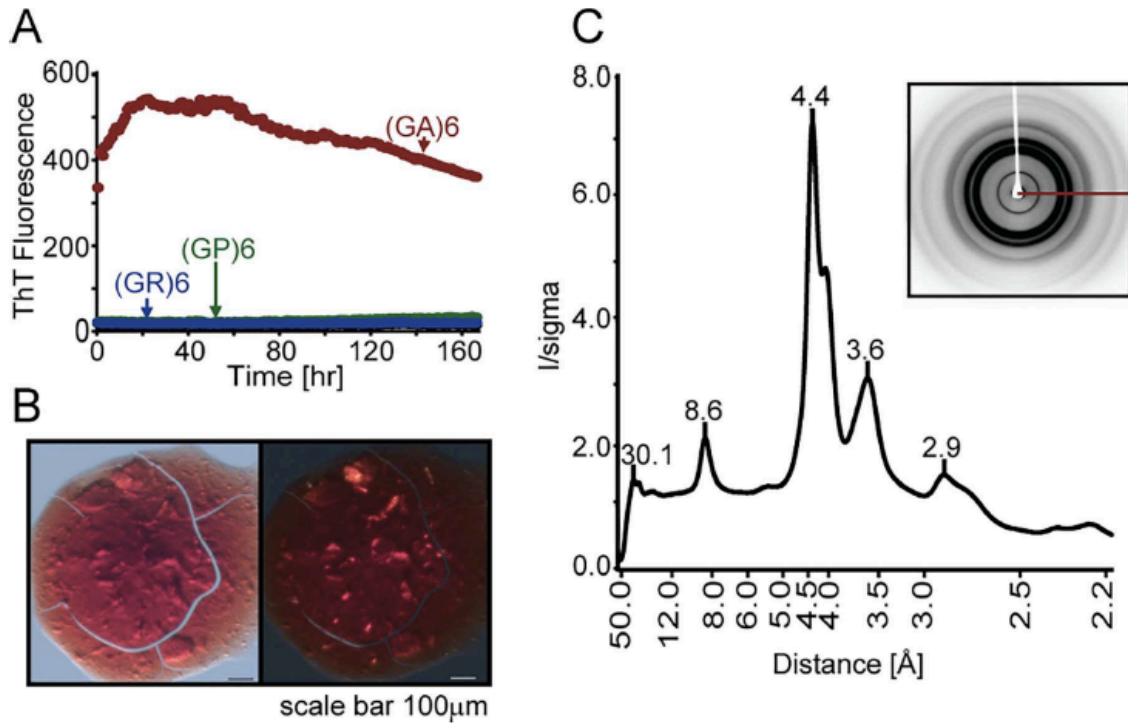 A
600
400
200
0
ThT Fluorescence
(GA)6
(GP)6
(GR)6
0 40 80 120 160
Time [hr]
B
scale bar 100μm
C
8.0
6.0
4.0
2.0
1.0
0.0
I/sigma
30.1
8.6
4.4
3.6
2.9
50.0 12.0 8.0 6.0 5.0 4.5 4.0 3.5 3.0 2.5 2.2
Distance [Å]